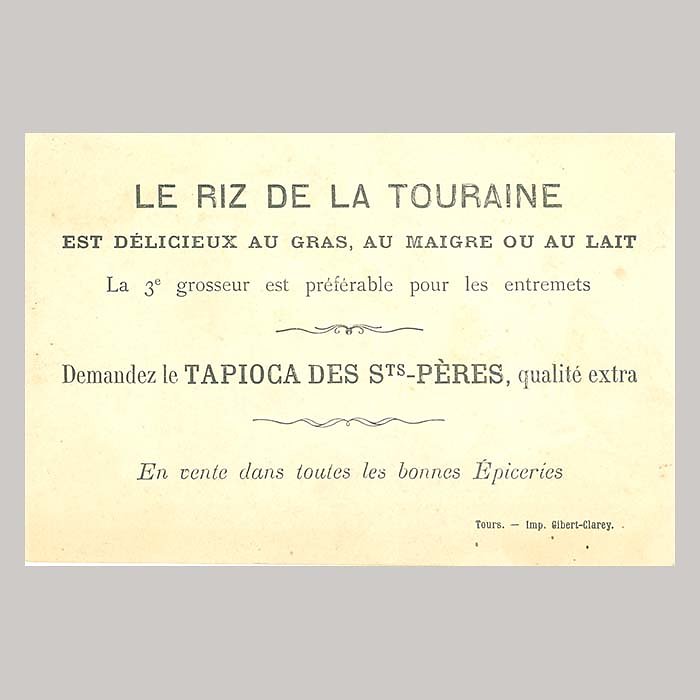 LE RIZ DE LA TOURAINE
EST DÉLICIEUX AU GRAS, AU MAIGRE OU AU LAIT
La 3e grosseur est préférable pour les entremets
Demandez le TAPIOCA DES STS-PÈRES, qualité extra
En vente dans toutes les bonnes Épiceries
Tours. — Imp. Gibert-Clarey.